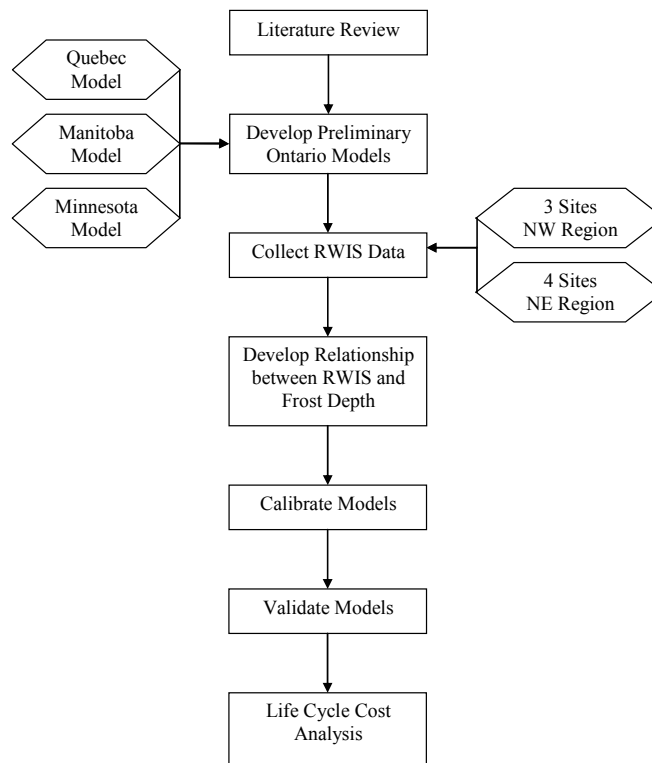 Literature Review
Quebec
Model
Manitoba
Model
Minnesota
Model
Develop Preliminary
Ontario Models
3 Sites
NW Region
4 Sites
NE Region
Collect RWIS Data
Develop Relationship
between RWIS and
Frost Depth
Calibrate Models
Validate Models
Life Cycle Cost
Analysis